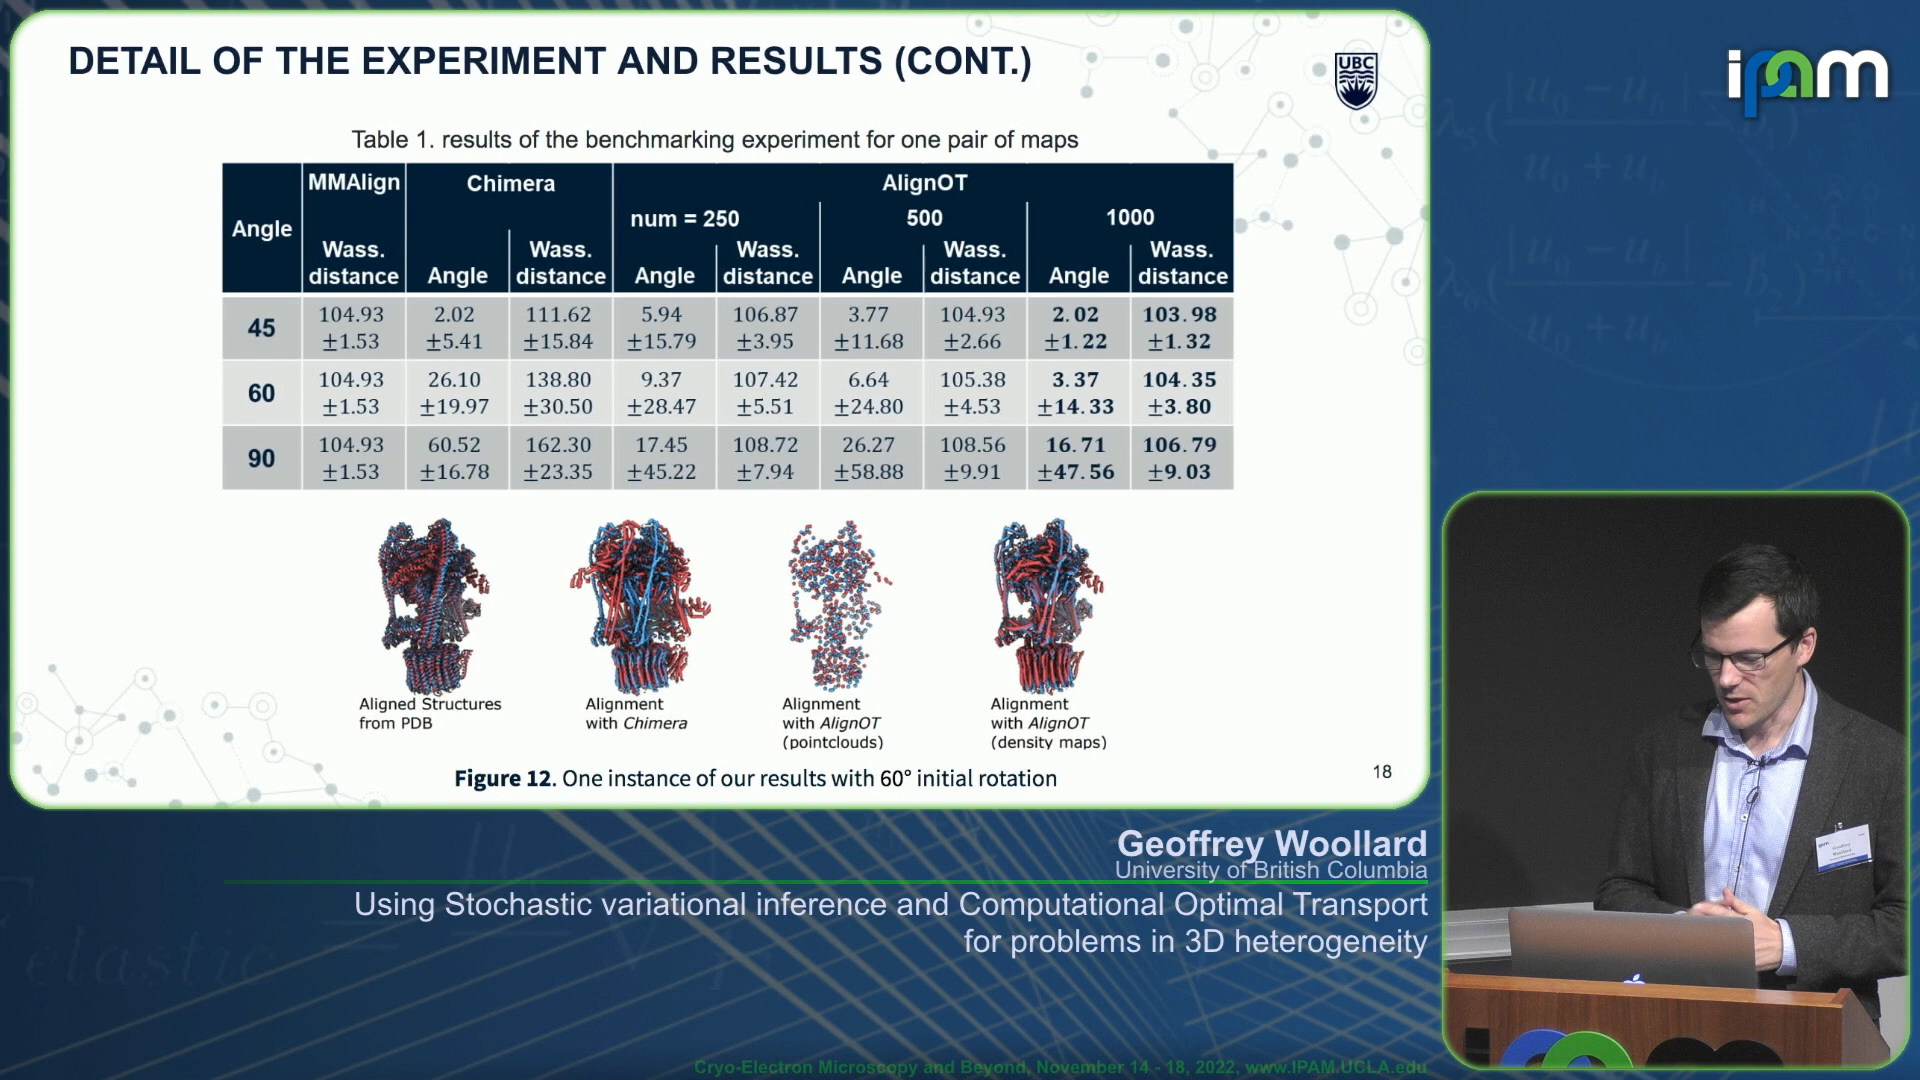 DETAIL OF THE EXPERIMENT AND RESULTS (CONT.)
UBC
ipam
Table 1. results of the benchmarking experiment for one pair of maps
Angle MMAlign Chimera AlignOT
num = 250 500 1000
Wass. distance Angle Wass. distance Angle Wass. distance Angle Wass. distance Angle Wass. distance
45 104.93 ±1.53 2.02 ±5.41 111.62 ±15.84 5.94 ±15.79 106.87 ±3.95 3.77 ±11.68 104.93 ±2.66 2.02 ±1.22 103.98 ±1.32
60 104.93 ±1.53 26.10 ±19.97 138.80 ±30.50 9.37 ±28.47 107.42 ±5.51 6.64 ±24.80 105.38 ±4.53 3.37 ±14.33 104.35 ±3.80
90 104.93 ±1.53 60.52 ±16.78 162.30 ±23.35 17.45 ±45.22 108.72 ±7.94 26.27 ±58.88 108.56 ±9.91 16.71 ±47.56 106.79 ±9.03
Aligned Structures
from PDB
Alignment
with Chimera
Alignment
with AlignOT
(pointclouds)
Alignment
with AlignOT
(density maps)
Figure 12. One instance of our results with 60° initial rotation
18
Geoffrey Woollard
University of British Columbia
Using Stochastic variational inference and Computational Optimal Transport
for problems in 3D heterogeneity
Cryo-Electron Microscopy and Beyond, November 14 - 18, 2022, www.IPAM.UCLA.edu